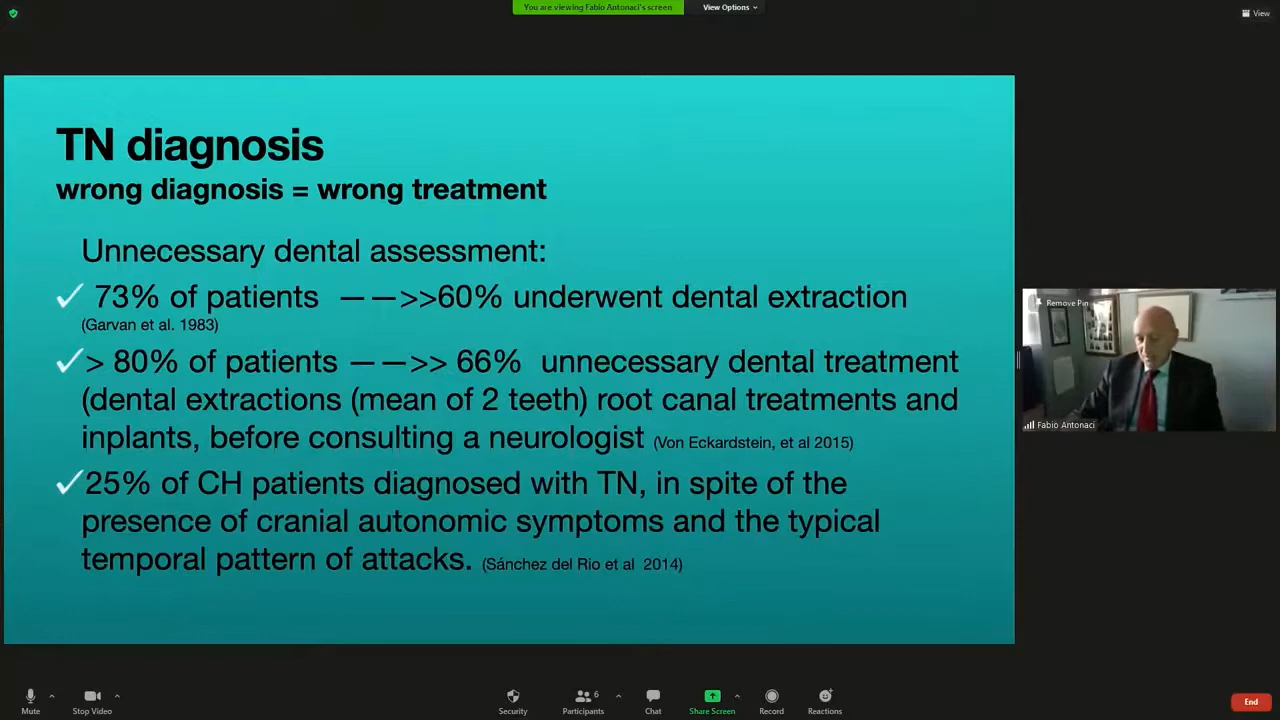 You are viewing Fabio Antonaci's screen
View Options
View
TN diagnosis
wrong diagnosis = wrong treatment
Unnecessary dental assessment:
✓ 73% of patients ——>>60% underwent dental extraction
(Garvan et al. 1983)
✓> 80% of patients ——>> 66% unnecessary dental treatment
(dental extractions (mean of 2 teeth) root canal treatments and
inplants, before consulting a neurologist (Von Eckardstein, et al 2015)
✓25% of CH patients diagnosed with TN, in spite of the
presence of cranial autonomic symptoms and the typical
temporal pattern of attacks. (Sánchez del Rio et al 2014)
Remove Pin
Fabio Antonaci
Mute
Stop Video
Security
Participants
6
Chat
Share Screen
Record
Reactions
End